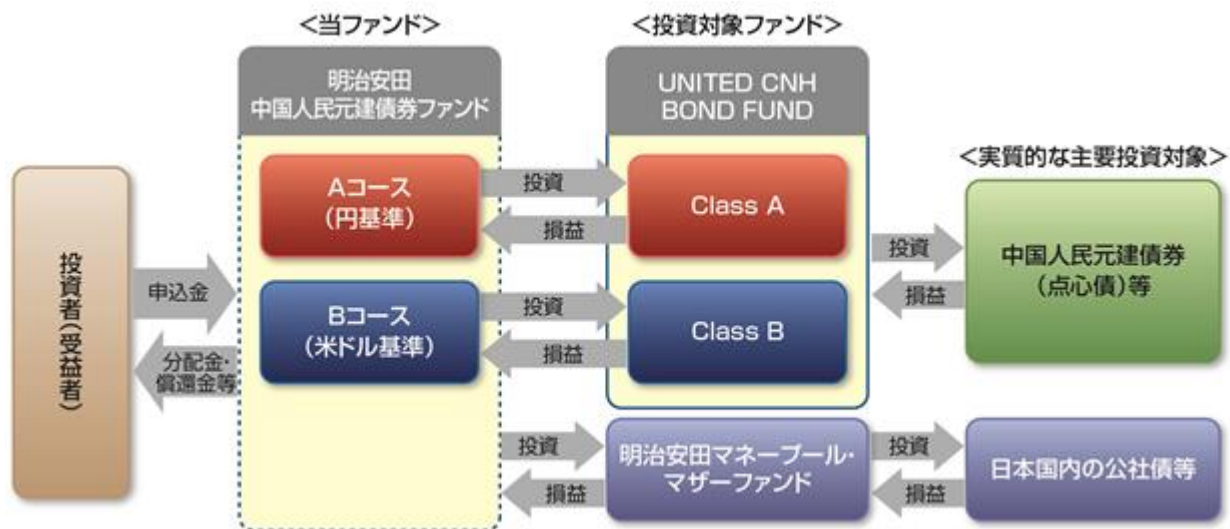 ＜当ファンド＞
＜投資対象ファンド＞
明治安田
中国人民元建債券ファンド
UNITED CNH
BOND FUND
＜実質的な主要投資対象＞
投資者(受益者)
申込金
分配金・
償還金等
Aコース
(円基準)
投資
損益
Class A
Bコース
(米ドル基準)
投資
損益
Class B
投資
損益
中国人民元建債券
(点心債)等
投資
損益
明治安田マネープール・
マザーファンド
投資
損益
日本国内の公社債等